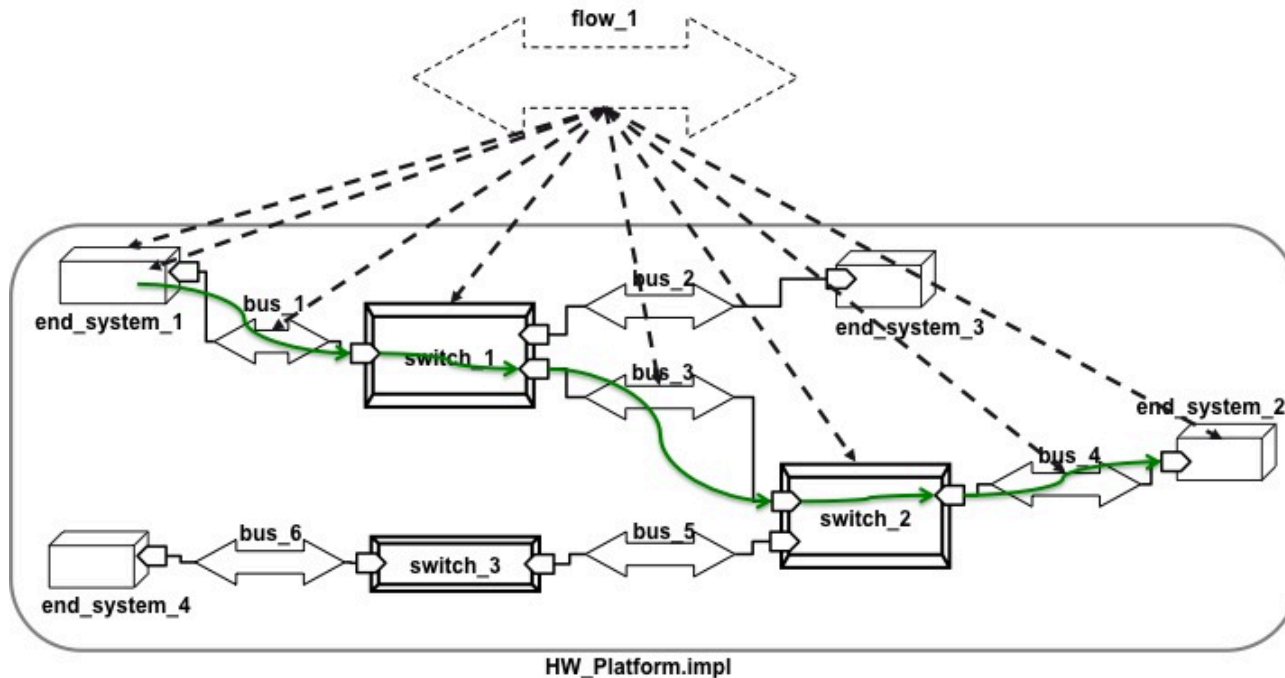 flow_1
bus_2
bus_1
end_system_1
end_system_3
switch_1
bus_3
end_system_2
bus_4
switch_2
bus_6
bus_5
switch_3
end_system_4
HW_Platform.impl